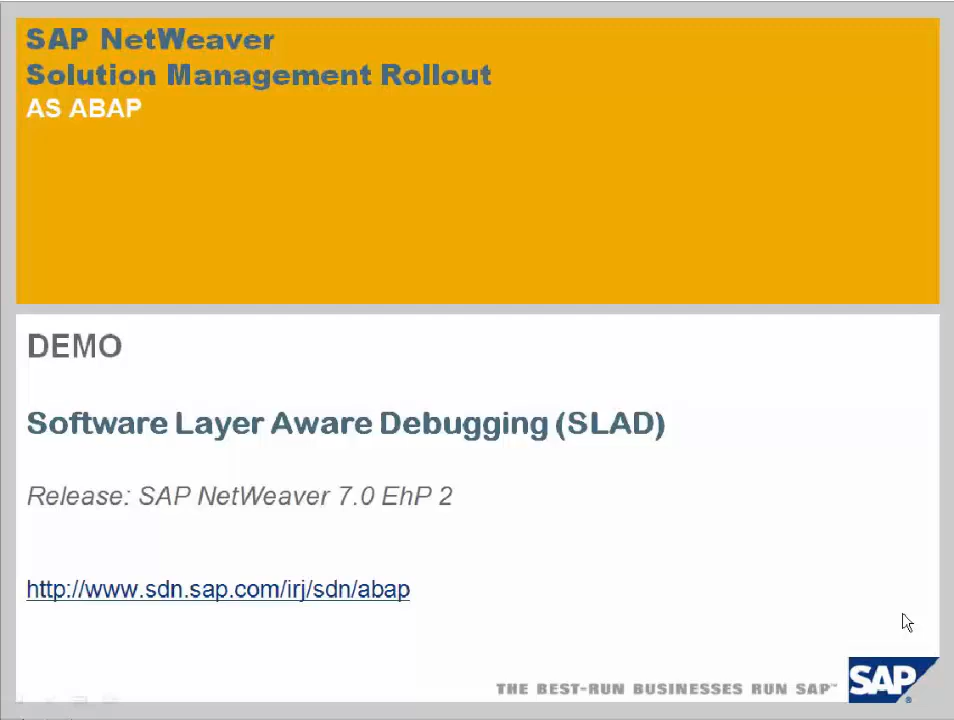 SAP NetWeaver
Solution Management Rollout
AS ABAP
DEMO
Software Layer Aware Debugging (SLAD)
Release: SAP NetWeaver 7.0 EhP 2
http://www.sdn.sap.com/irj/sdn/abap
THE BEST-RUN BUSINESSES RUN SAP™
SAP®